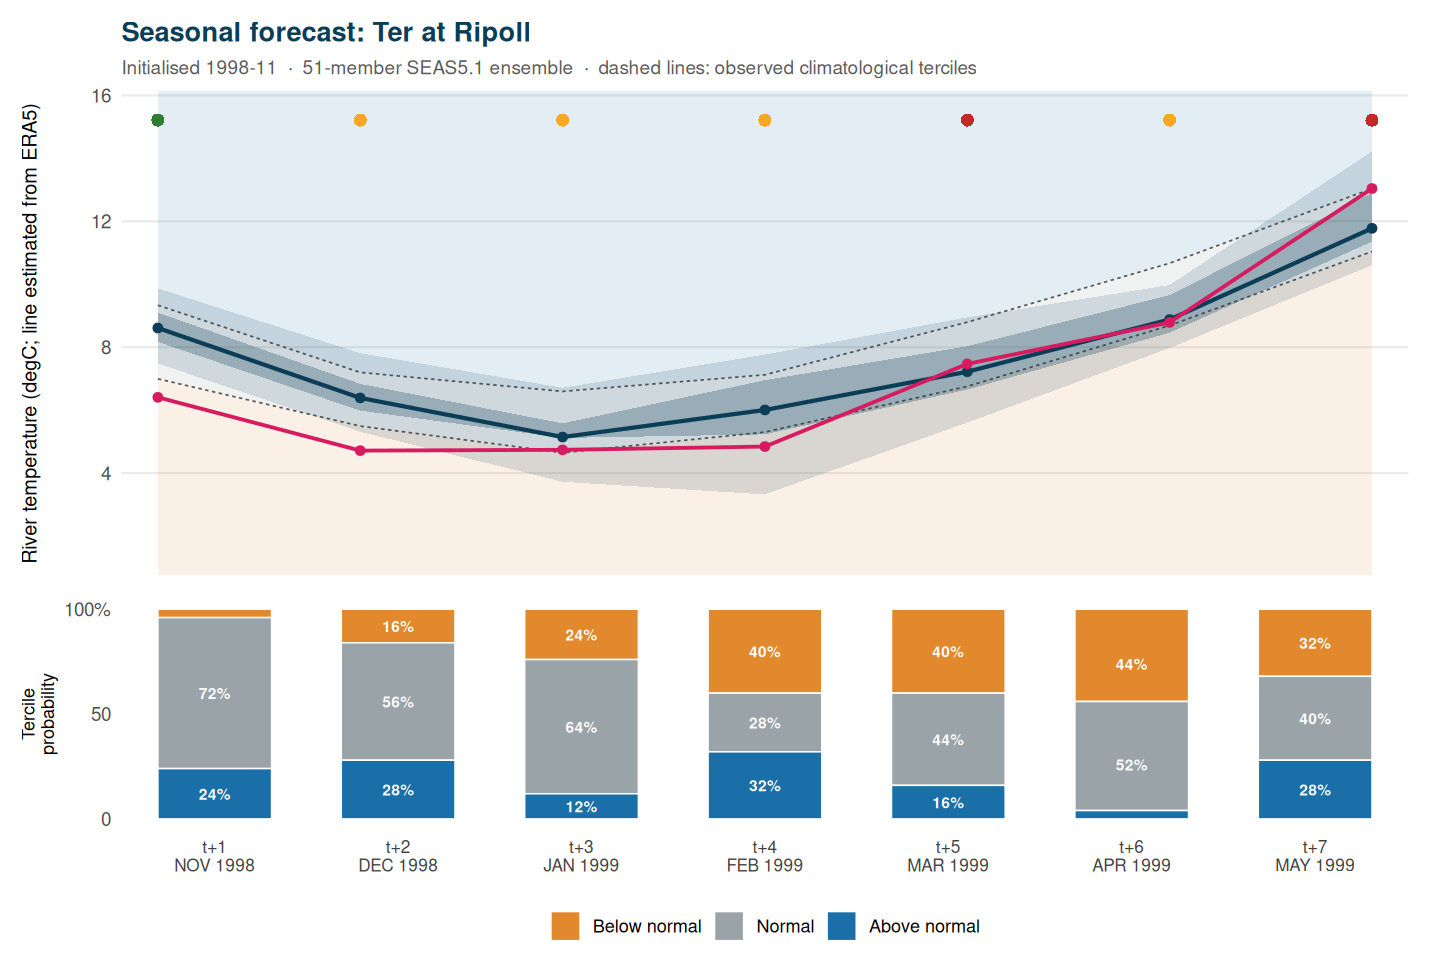 Seasonal forecast: Ter at Ripoll
Initialised 1998-11 · 51-member SEAS5.1 ensemble · dashed lines: observed climatological terciles
River temperature (degC; line estimated from ERA5)
16
12
8
4
Tercile
probability
100%
50
0
16%
24%
40%
40%
44%
32%
72%
56%
64%
28%
44%
52%
40%
24%
28%
12%
32%
16%
28%
t+1
NOV 1998
t+2
DEC 1998
t+3
JAN 1999
t+4
FEB 1999
t+5
MAR 1999
t+6
APR 1999
t+7
MAY 1999
Below normal
Normal
Above normal